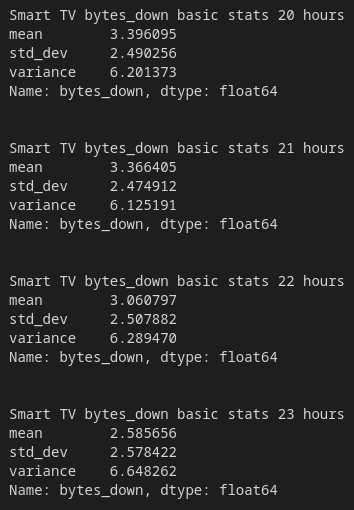 Smart TV bytes_down basic stats 20 hours
mean        3.396095
std_dev     2.490256
variance    6.201373
Name: bytes_down, dtype: float64
Smart TV bytes_down basic stats 21 hours
mean        3.366405
std_dev     2.474912
variance    6.125191
Name: bytes_down, dtype: float64
Smart TV bytes_down basic stats 22 hours
mean        3.060797
std_dev     2.507882
variance    6.289470
Name: bytes_down, dtype: float64
Smart TV bytes_down basic stats 23 hours
mean        2.585656
std_dev     2.578422
variance    6.648262
Name: bytes_down, dtype: float64